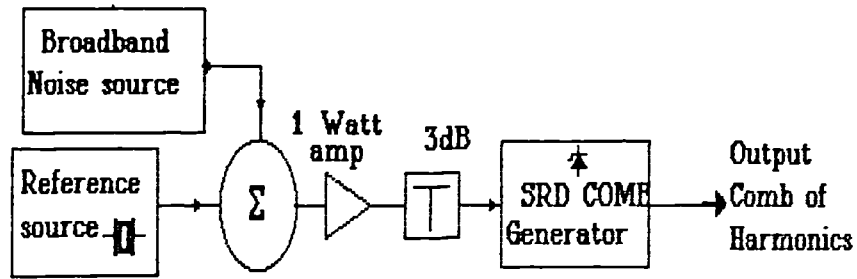 Broadband
Noise source
1 Watt
amp
3dB
Reference
source
Σ
T
SRD COMB
Generator
Output
Comb of
Harmonics